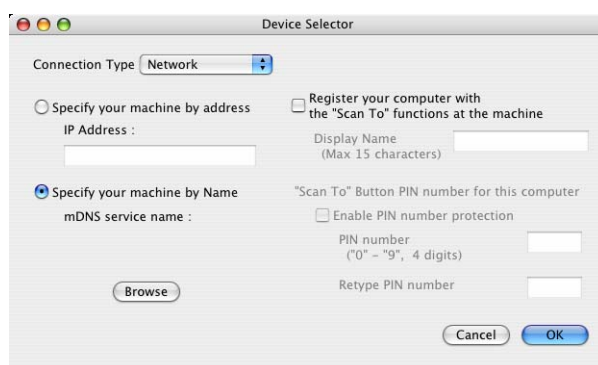 Device Selector
Connection Type Network
Specify your machine by address
IP Address :
Specify your machine by Name
mDNS service name :
Browse
Register your computer with
the "Scan To" functions at the machine
Display Name
(Max 15 characters)
"Scan To" Button PIN number for this computer
Enable PIN number protection
PIN number
("0" – "9", 4 digits)
Retype PIN number
Cancel OK